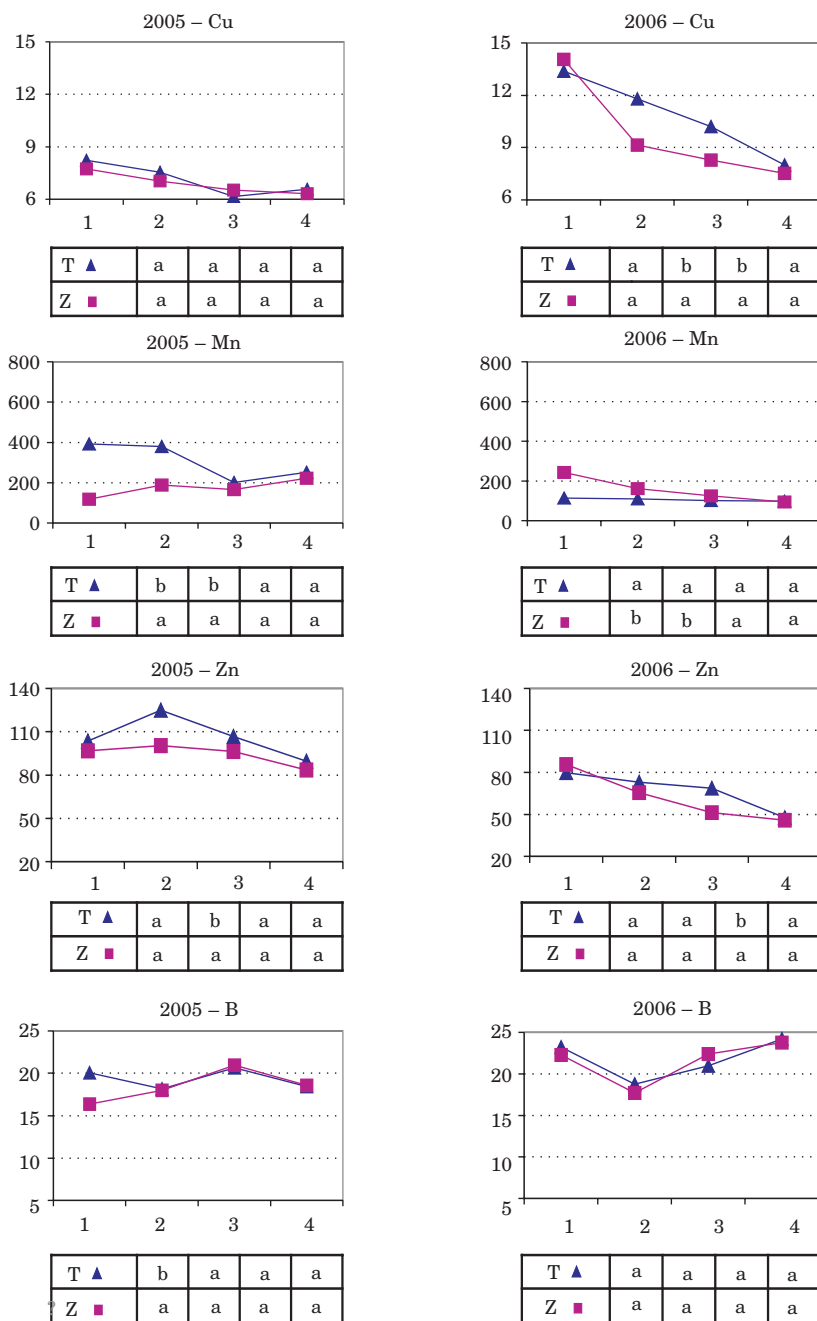 2005 – Cu
15
12
9
6
1 2 3 4
T a a a a
Z a a a a
2006 – Cu
15
12
9
6
1 2 3 4
T a b b a
Z a a a a
2005 – Mn
800
600
400
200
0
1 2 3 4
T b b a a
Z a a a a
2006 – Mn
800
600
400
200
0
1 2 3 4
T a a a a
Z b b a a
2005 – Zn
140
110
80
50
20
1 2 3 4
T a b a a
Z a a a a
2006 – Zn
140
110
80
50
20
1 2 3 4
T a a b a
Z a a a a
2005 – B
25
20
15
10
5
1 2 3 4
T b a a a
? Z a a a a
2006 – B
25
20
15
10
5
1 2 3 4
T a a a a
Z a a a a